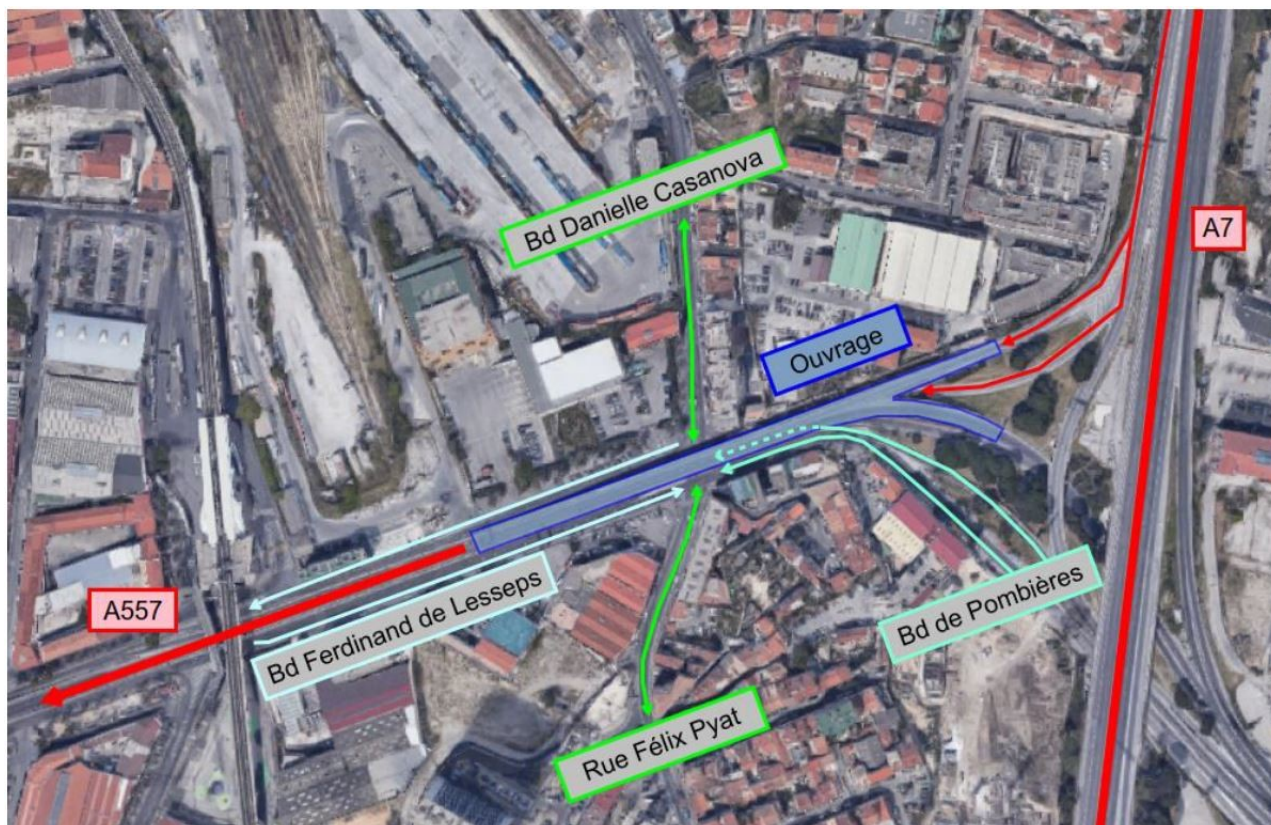 Bd Danielle Casanova
A7
Ouvrage
Bd de Pombières
A557
Bd Ferdinand de Lesseps
Rue Félix Pyat